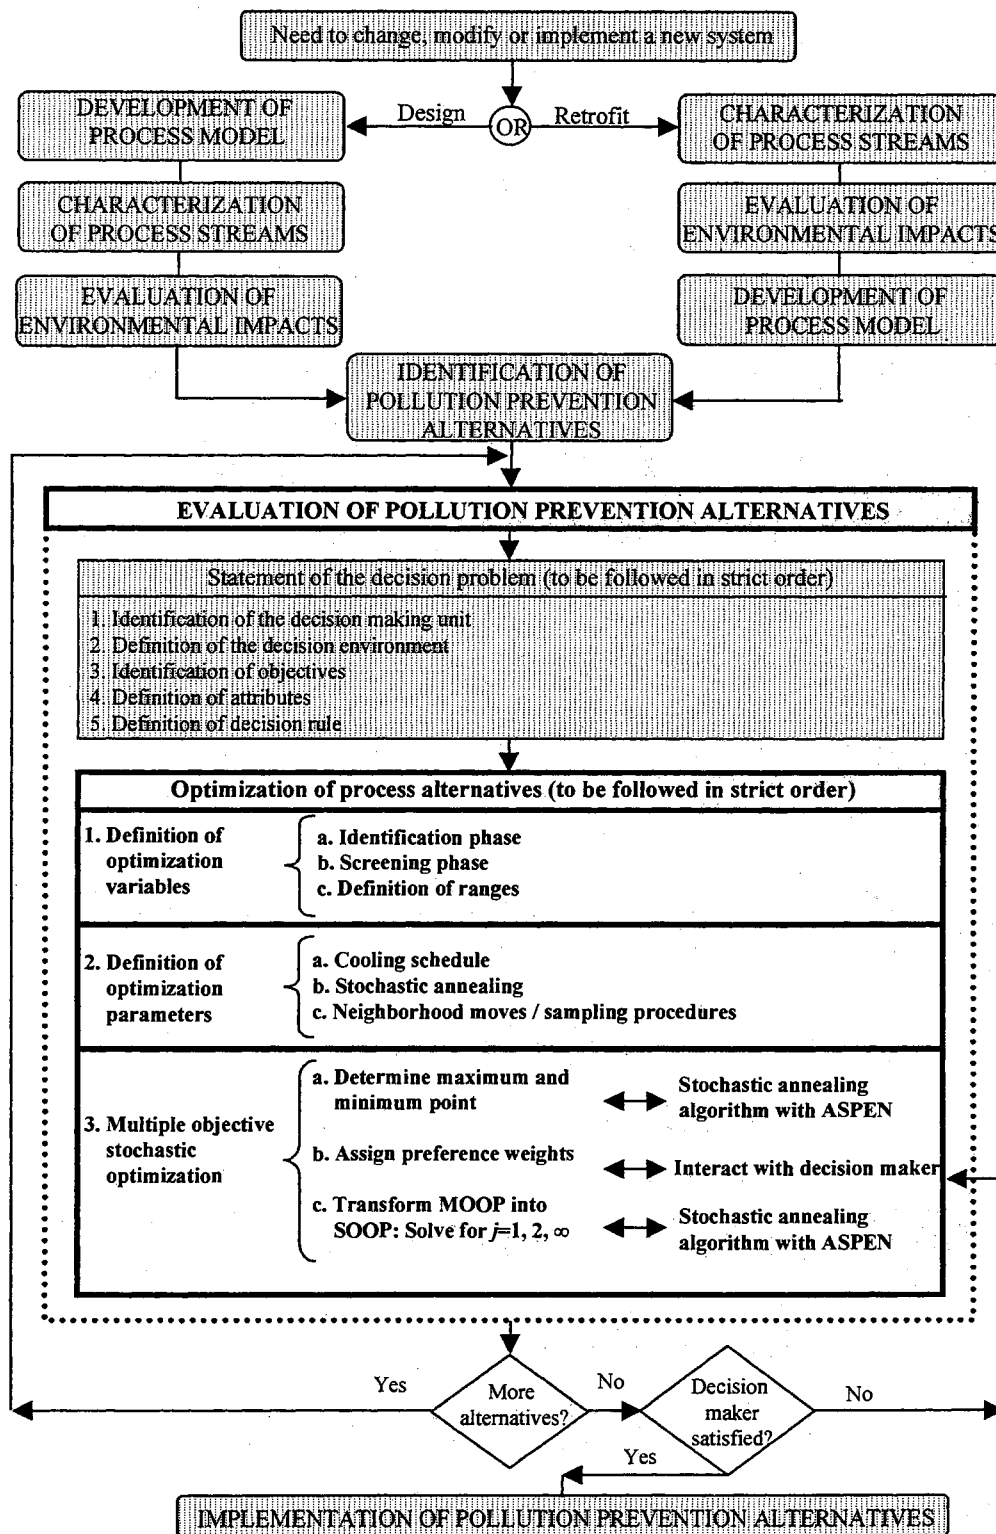 Need to change, modify or implement a new system
Design
OR
Retrofit
DEVELOPMENT OF
PROCESS MODEL
CHARACTERIZATION
OF PROCESS STREAMS
EVALUATION OF
ENVIRONMENTAL IMPACTS
CHARACTERIZATION
OF PROCESS STREAMS
EVALUATION OF
ENVIRONMENTAL IMPACTS
DEVELOPMENT OF
PROCESS MODEL
IDENTIFICATION OF
POLLUTION PREVENTION
ALTERNATIVES
EVALUATION OF POLLUTION PREVENTION ALTERNATIVES
Statement of the decision problem (to be followed in strict order)
1. Identification of the decision making unit
2. Definition of the decision environment
3. Identification of objectives
4. Definition of attributes
5. Definition of decision rule
Optimization of process alternatives (to be followed in strict order)
1. Definition of
optimization
variables
a. Identification phase
b. Screening phase
c. Definition of ranges
2. Definition of
optimization
parameters
a. Cooling schedule
b. Stochastic annealing
c. Neighborhood moves / sampling procedures
3. Multiple objective
stochastic
optimization
a. Determine maximum and
minimum point
Stochastic annealing
algorithm with ASPEN
b. Assign preference weights
Interact with decision maker
c. Transform MOOP into
SOOP: Solve for j=1, 2, ∞
Stochastic annealing
algorithm with ASPEN
Yes
More
alternatives?
No
Decision
maker
satisfied?
No
Yes
IMPLEMENTATION OF POLLUTION PREVENTION ALTERNATIVES